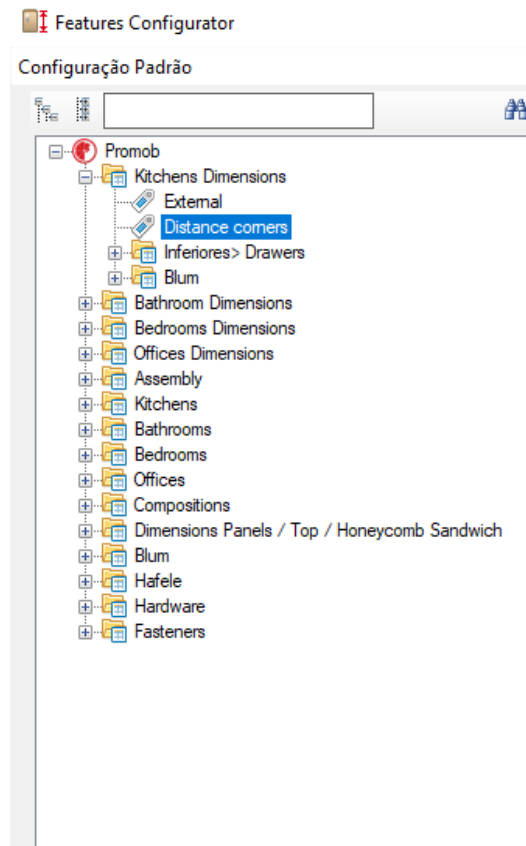 Features Configurator
Configuração Padrão
Promob
Kitchens Dimensions
External
Distance corners
Inferiores> Drawers
Blum
Bathroom Dimensions
Bedrooms Dimensions
Offices Dimensions
Assembly
Kitchens
Bathrooms
Bedrooms
Offices
Compositions
Dimensions Panels / Top / Honeycomb Sandwich
Blum
Hafele
Hardware
Fasteners